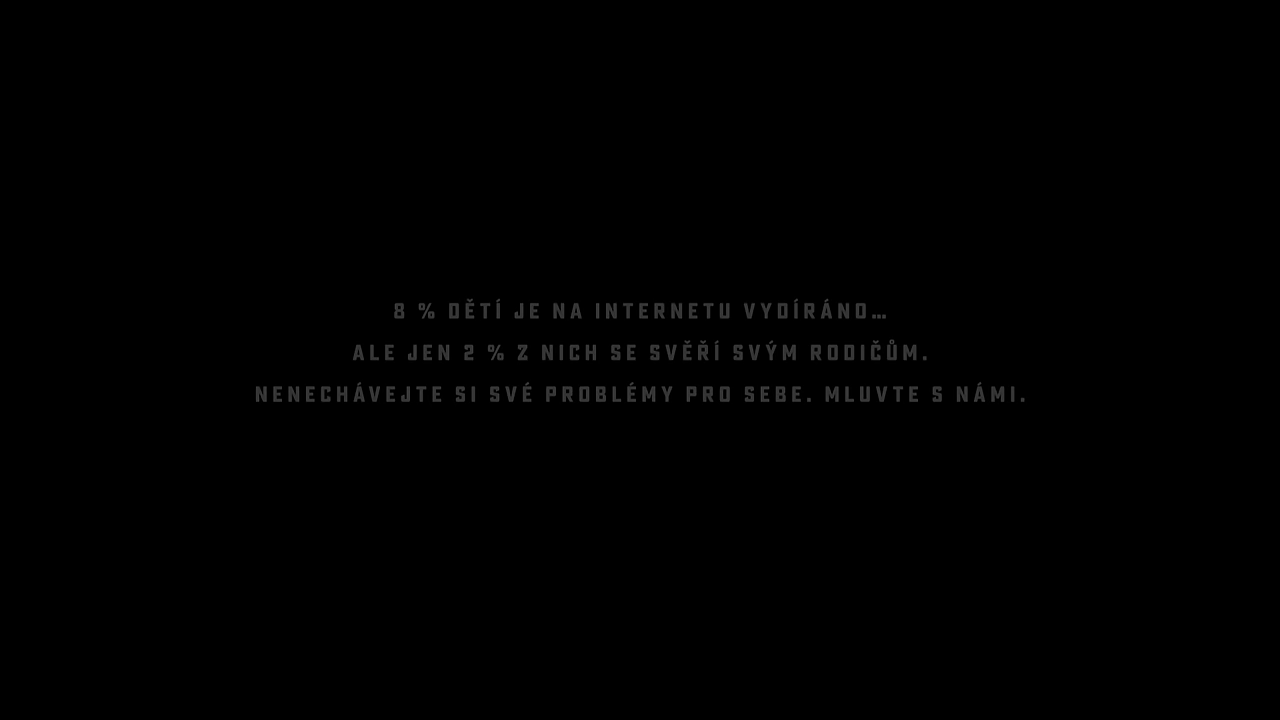 8 % DĚTÍ JE NA INTERNETU VYDÍRÁNO…
ALE JEN 2 % Z NICH SE SVĚŘÍ SVÝM RODIČŮM.
NENECHÁVEJTE SI SVÉ PROBLÉMY PRO SEBE. MLUVTE S NÁMI.